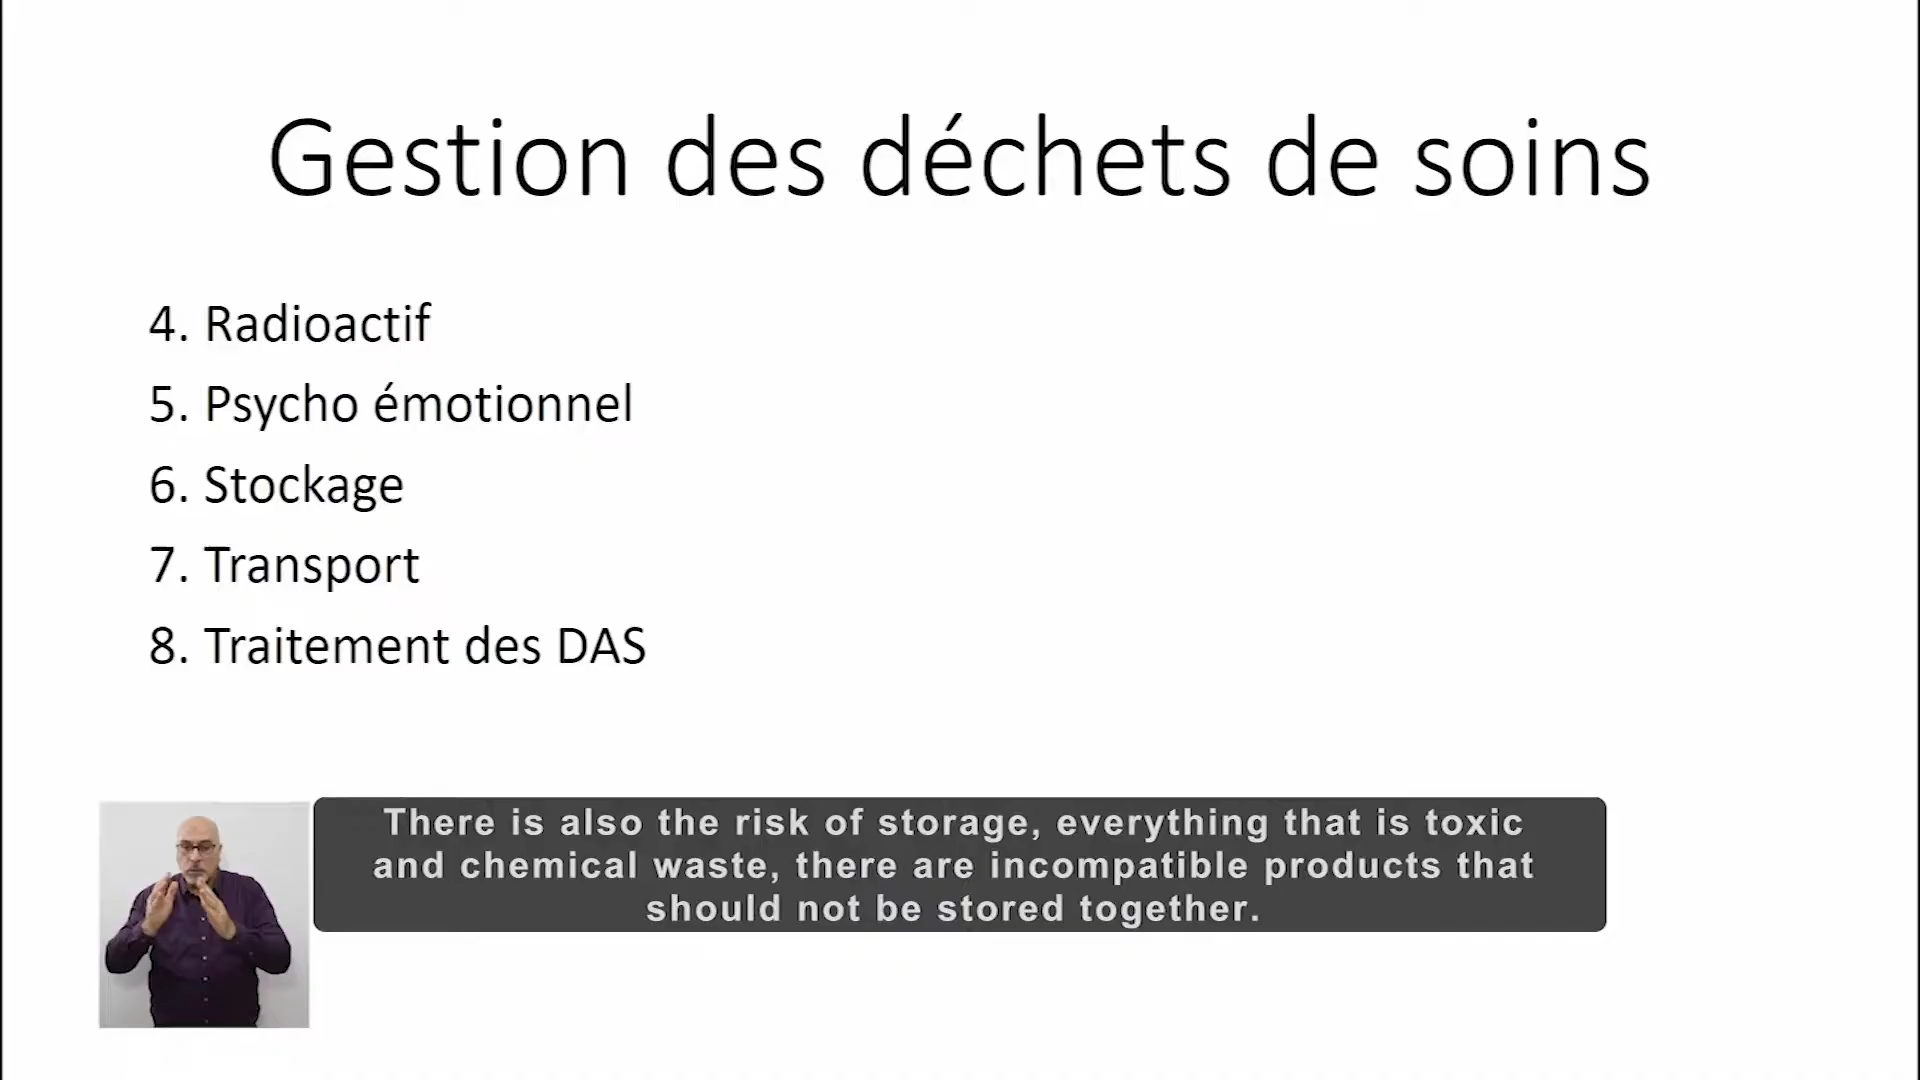 Gestion des déchets de soins
4. Radioactif
5. Psycho émotionnel
6. Stockage
7. Transport
8. Traitement des DAS
There is also the risk of storage, everything that is toxic
and chemical waste, there are incompatible products that
should not be stored together.